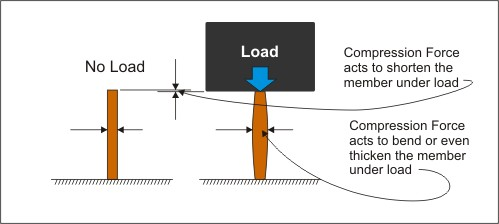 No Load
Load
Compression Force
acts to shorten the
member under load
Compression Force
acts to bend or even
thicken the member
under load